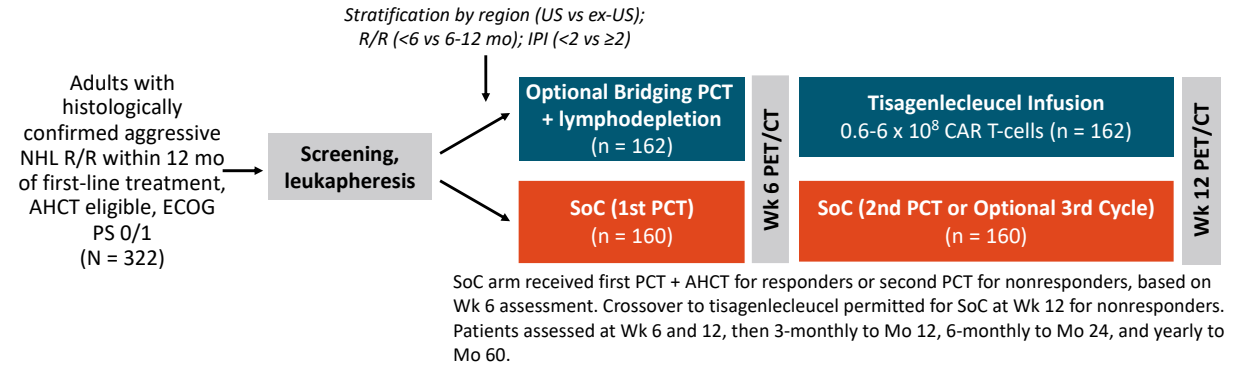 Stratification by region (US vs ex-US);
R/R (<6 vs 6-12 mo); IPI (<2 vs ≥2)
Adults with
histologically
confirmed aggressive
NHL R/R within 12 mo
of first-line treatment,
AHCT eligible, ECOG
PS 0/1
(N = 322)
Screening,
leukapheresis
Optional Bridging PCT
+ lymphodepletion
(n = 162)
SoC (1st PCT)
(n = 160)
Wk 6 PET/CT
Tisagenlecleucel Infusion
0.6-6 x 10⁸ CAR T-cells (n = 162)
SoC (2nd PCT or Optional 3rd Cycle)
(n = 160)
Wk 12 PET/CT
SoC arm received first PCT + AHCT for responders or second PCT for nonresponders, based on
Wk 6 assessment. Crossover to tisagenlecleucel permitted for SoC at Wk 12 for nonresponders.
Patients assessed at Wk 6 and 12, then 3-monthly to Mo 12, 6-monthly to Mo 24, and yearly to
Mo 60.